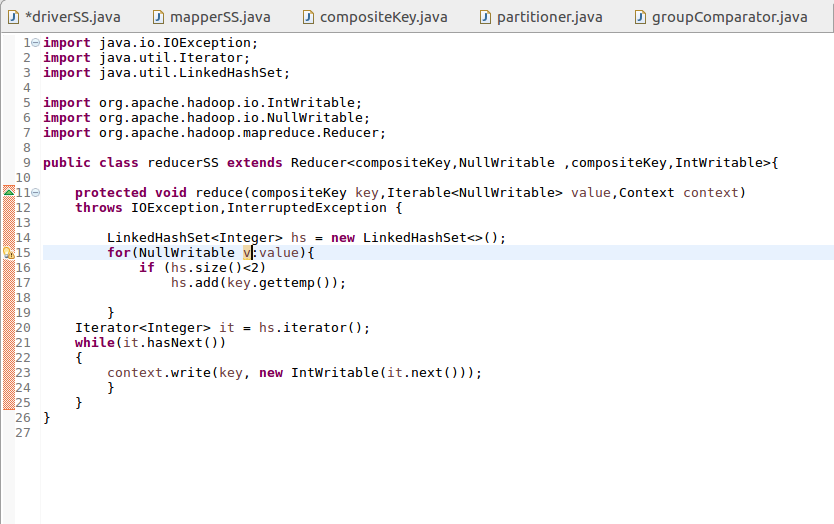 *driverSS.java mapperSS.java compositeKey.java partitioner.java groupComparator.java
1 import java.io.IOException;
2 import java.util.Iterator;
3 import java.util.LinkedHashSet;
4
5 import org.apache.hadoop.io.IntWritable;
6 import org.apache.hadoop.io.NullWritable;
7 import org.apache.hadoop.mapreduce.Reducer;
8
9 public class reducerSS extends Reducer<compositeKey,NullWritable ,compositeKey,IntWritable>{
10
11     protected void reduce(compositeKey key,Iterable<NullWritable> value,Context context)
12     throws IOException,InterruptedException {
13
14         LinkedHashSet<Integer> hs = new LinkedHashSet<>();
15         for(NullWritable v:value){
16             if (hs.size()<2)
17                 hs.add(key.gettemp());
18
19         }
20     Iterator<Integer> it = hs.iterator();
21     while(it.hasNext())
22     {
23         context.write(key, new IntWritable(it.next()));
24         }
25     }
26 }
27